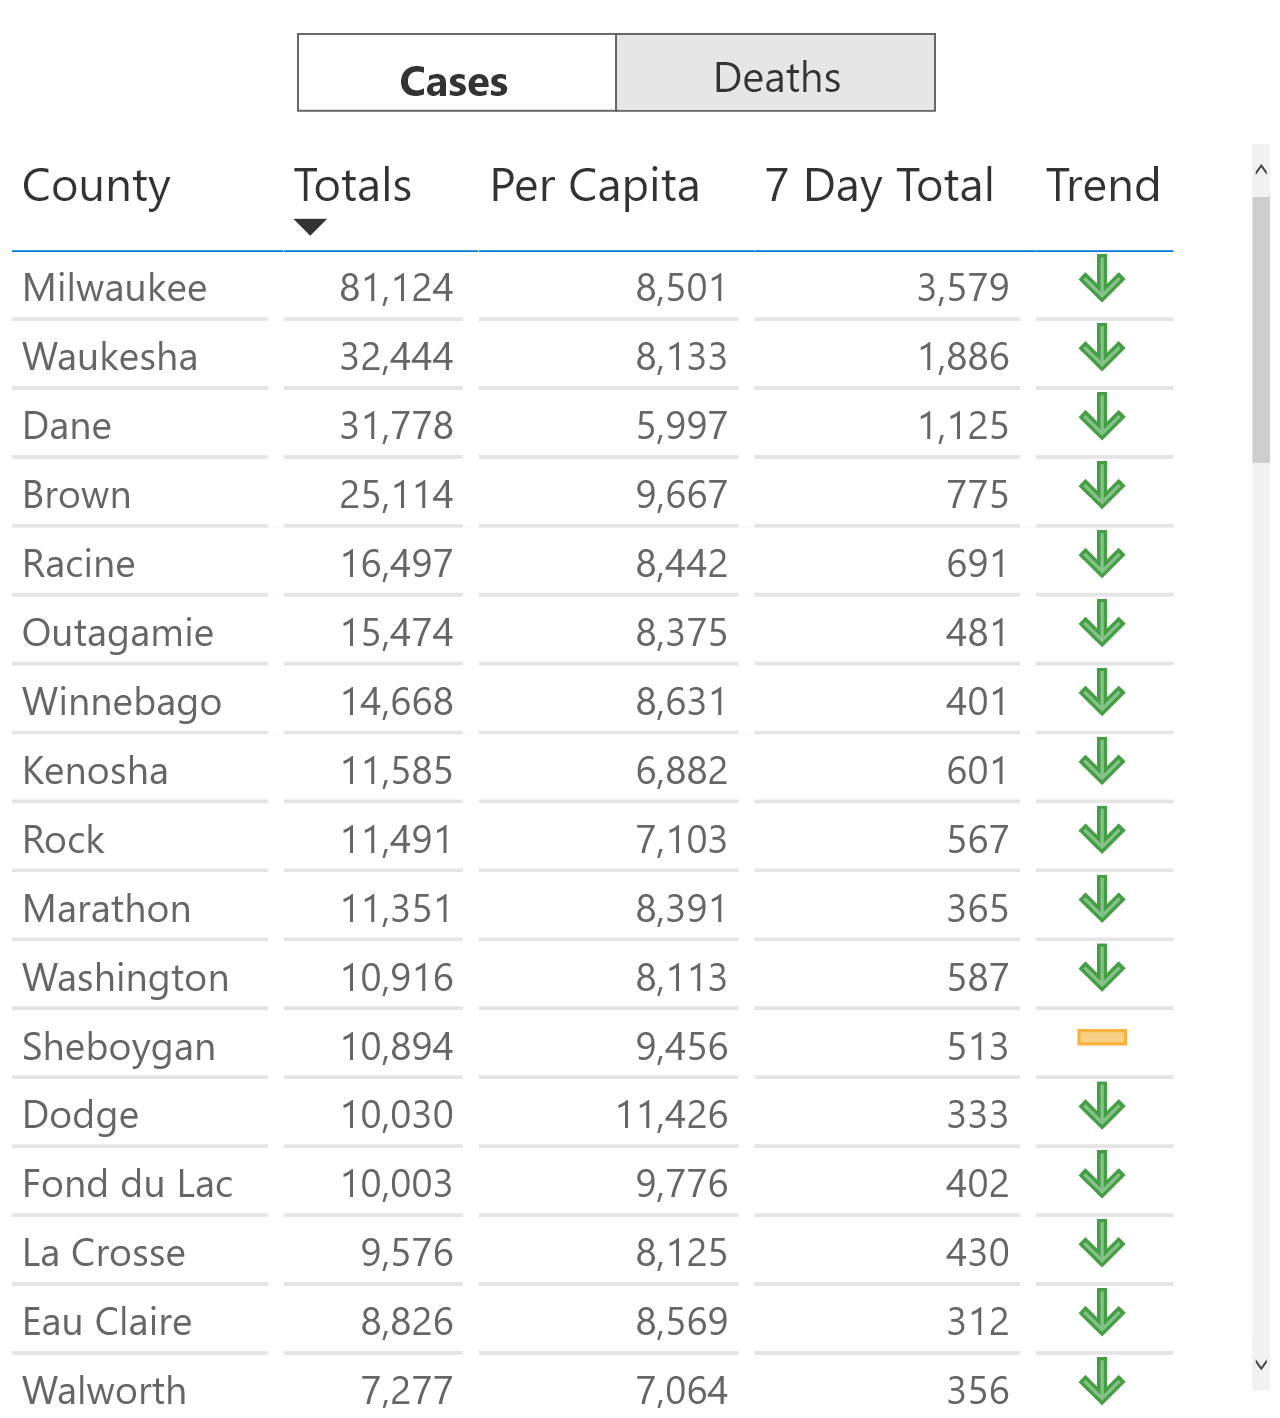 Cases Deaths
County Totals Per Capita 7 Day Total Trend
Milwaukee 81,124 8,501 3,579
Waukesha 32,444 8,133 1,886
Dane 31,778 5,997 1,125
Brown 25,114 9,667 775
Racine 16,497 8,442 691
Outagamie 15,474 8,375 481
Winnebago 14,668 8,631 401
Kenosha 11,585 6,882 601
Rock 11,491 7,103 567
Marathon 11,351 8,391 365
Washington 10,916 8,113 587
Sheboygan 10,894 9,456 513
Dodge 10,030 11,426 333
Fond du Lac 10,003 9,776 402
La Crosse 9,576 8,125 430
Eau Claire 8,826 8,569 312
Walworth 7,277 7,064 356